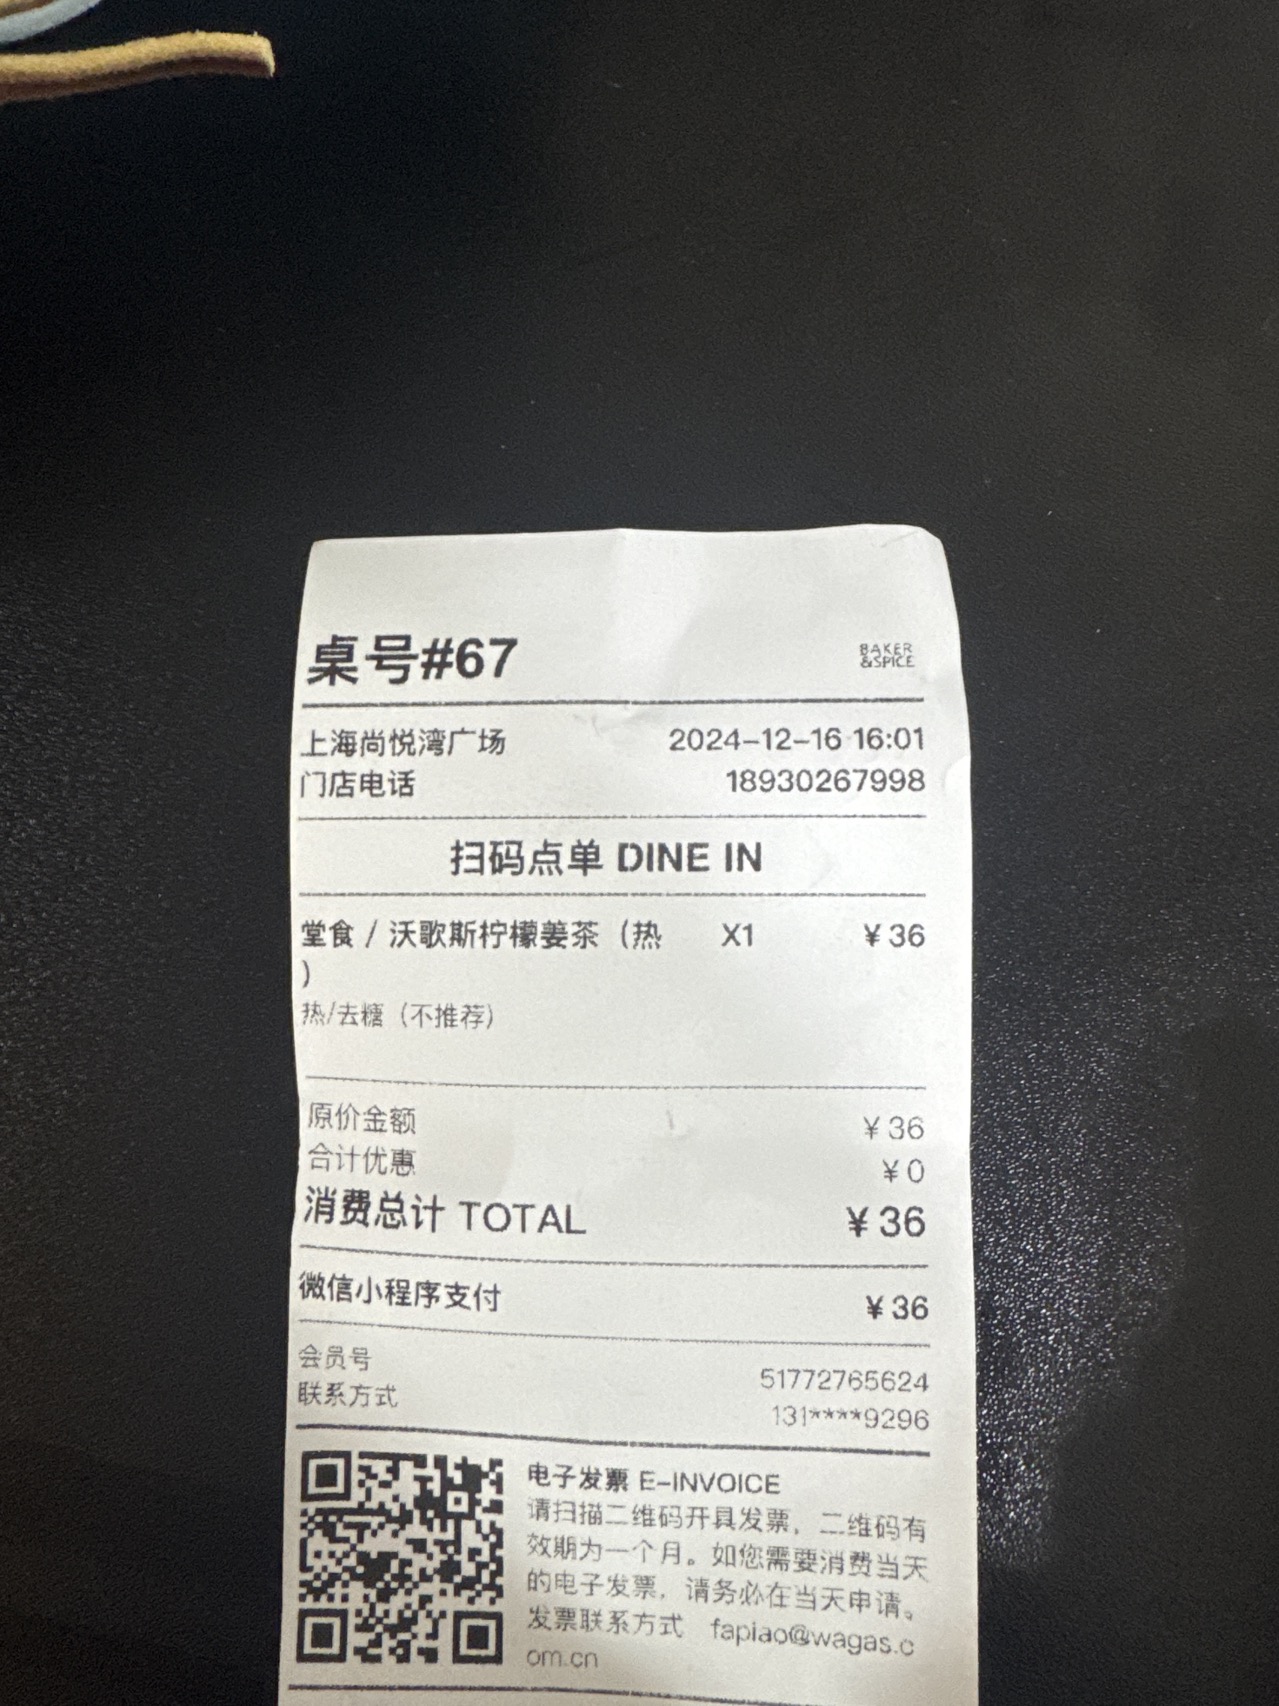 桌号#67
BAKER
&SPICE
上海尚悦湾广场 2024-12-16 16:01
门店电话 18930267998
扫码点单 DINE IN
堂食 / 沃歌斯柠檬姜茶（热 X1 ￥36
）
热/去糖（不推荐）
原价金额 ￥36
合计优惠 ￥0
消费总计 TOTAL ￥36
微信小程序支付 ￥36
会员号 51772765624
联系方式 131****9296
电子发票 E-INVOICE
请扫描二维码开具发票，二维码有
效期为一个月。如您需要消费当天
的电子发票，请务必在当天申请。
发票联系方式 fapiao@wagas.c
om.cn